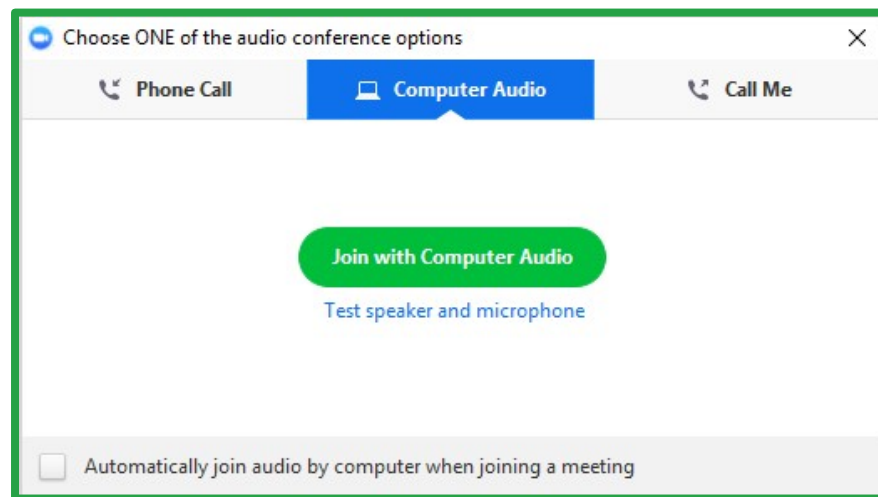 Choose ONE of the audio conference options
Phone Call
Computer Audio
Call Me
Join with Computer Audio
Test speaker and microphone
Automatically join audio by computer when joining a meeting